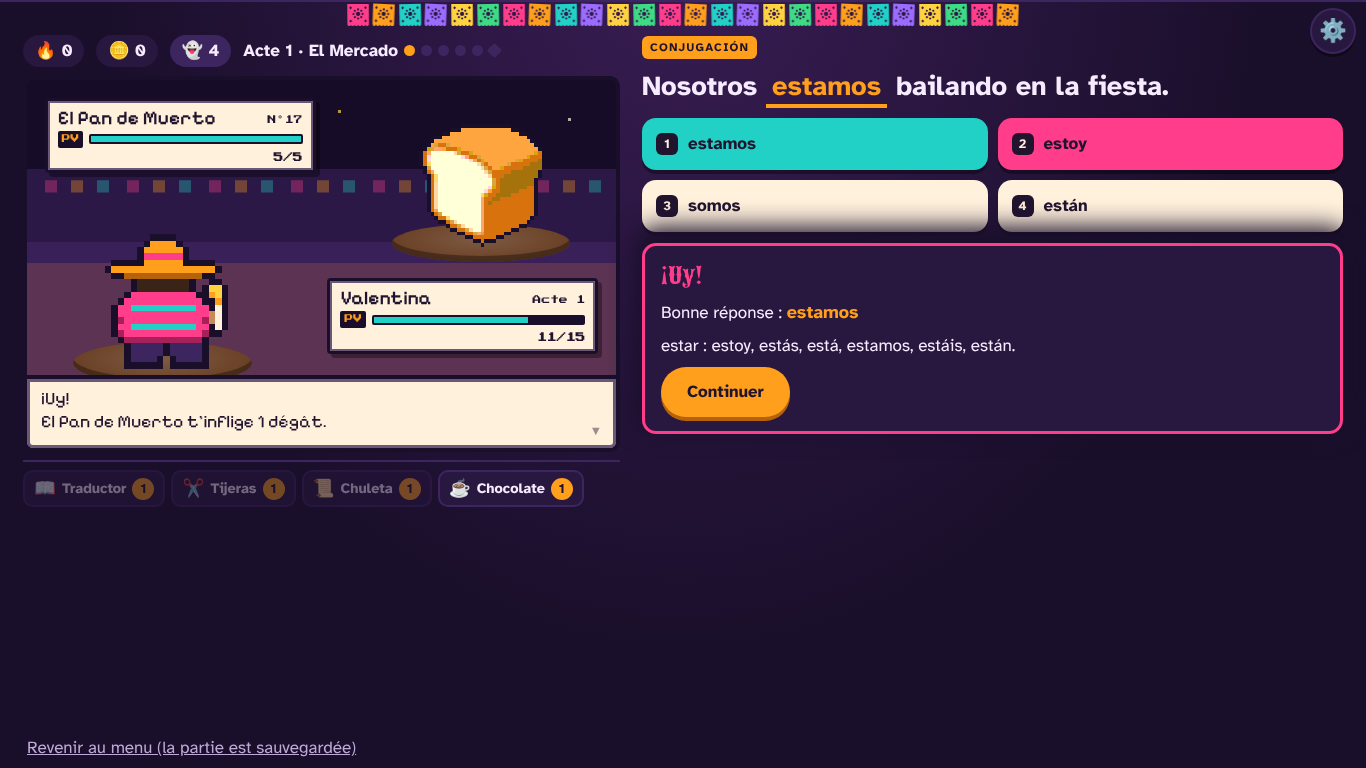 🔥 0 🪙 0 👻 4 Acte 1 · El Mercado
El Pan de Muerto N°17
PV
5/5
Valentina Acte 1
PV
11/15
¡Uy!
El Pan de Muerto t'inflige 1 dégât.
📖 Traductor 1
✂️ Tijeras 1
📜 Chuleta 1
☕ Chocolate 1
CONJUGACIÓN
Nosotros estamos bailando en la fiesta.
1 estamos
2 estoy
3 somos
4 están
¡Uy!
Bonne réponse : estamos
estar : estoy, estás, está, estamos, estáis, están.
Continuer
Revenir au menu (la partie est sauvegardée)